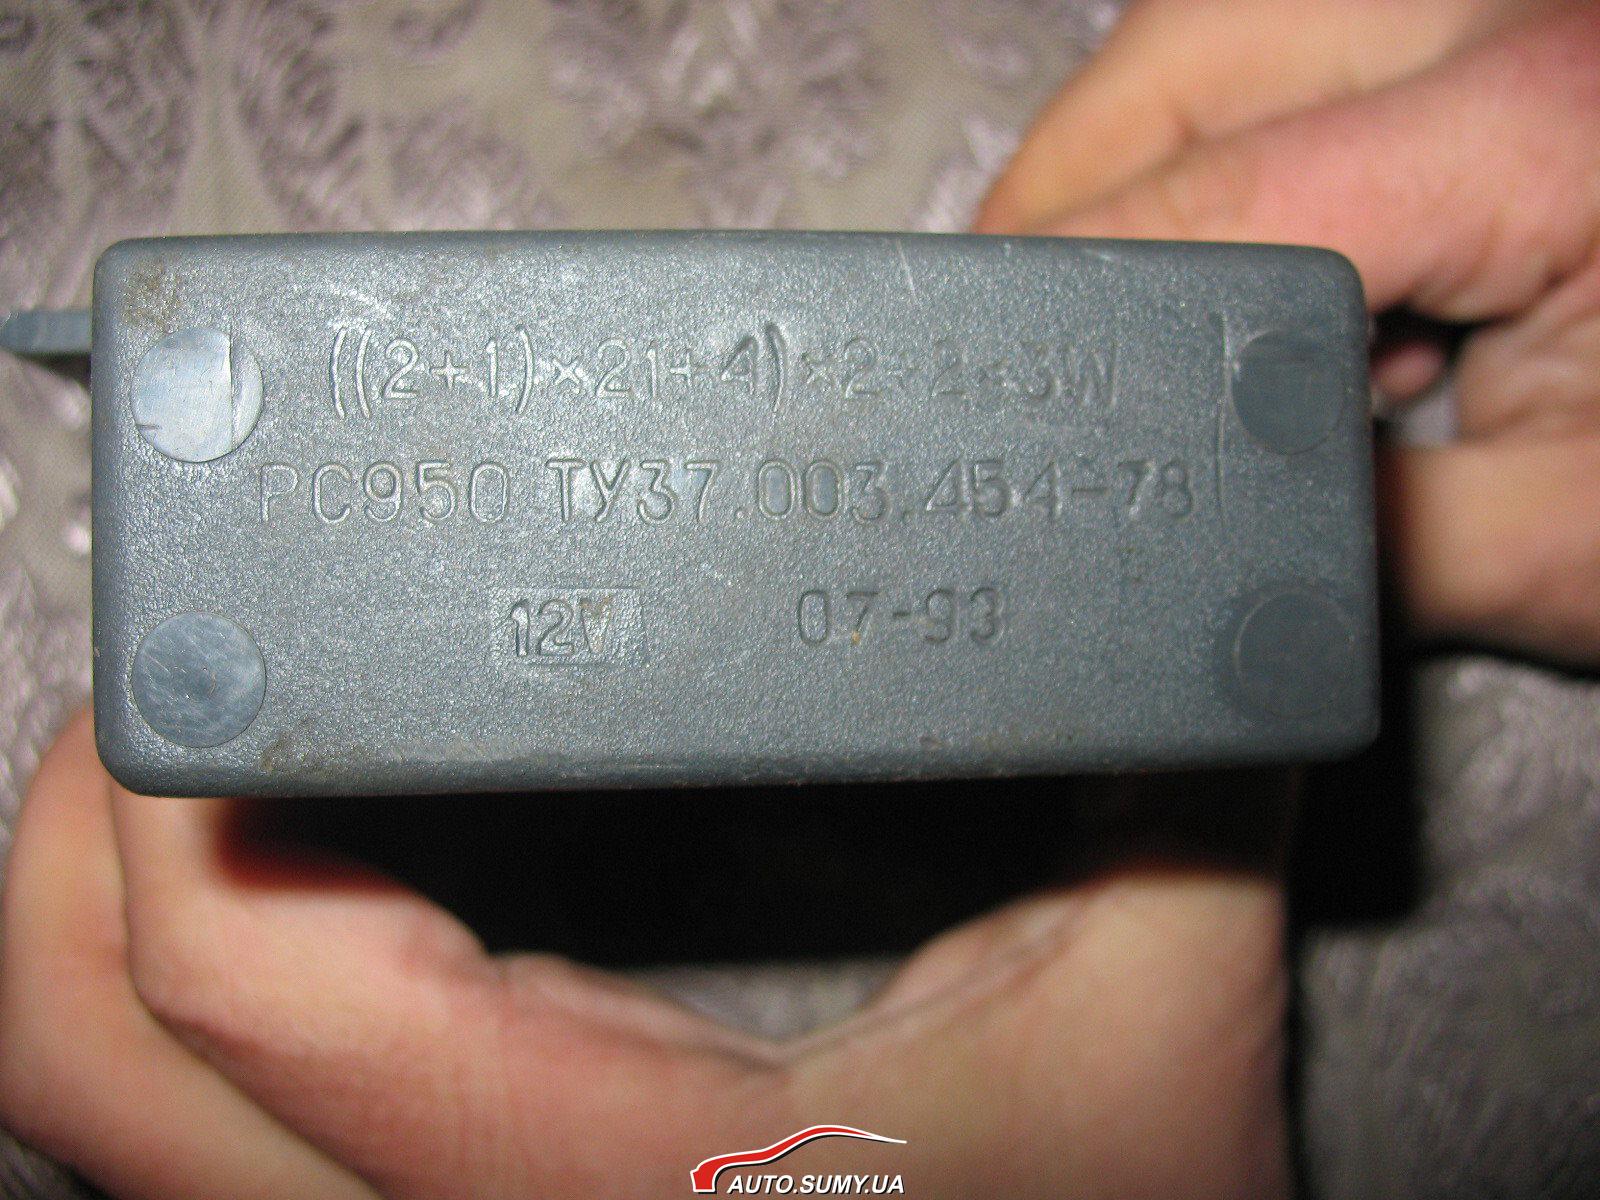 ((2+1)×21+4)×2+2×3W
РС950 ТУ37.003.454-78
12V 07-93
AUTO.SUMY.UA